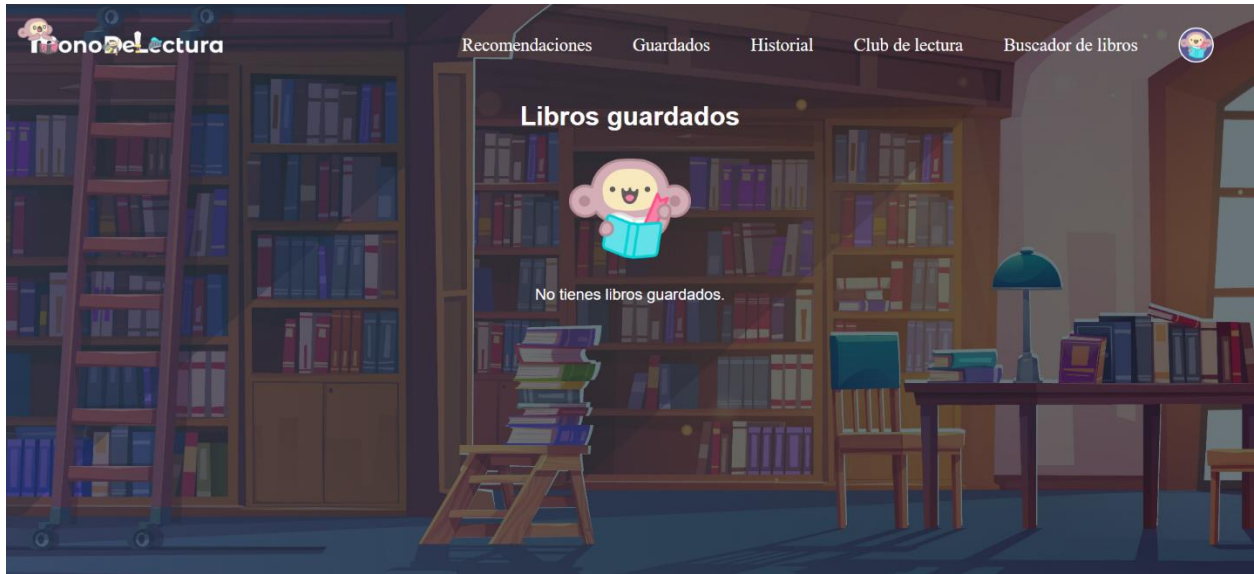 MonoDeLectura
Recomendaciones Guardados Historial Club de lectura Buscador de libros
Libros guardados
No tienes libros guardados.